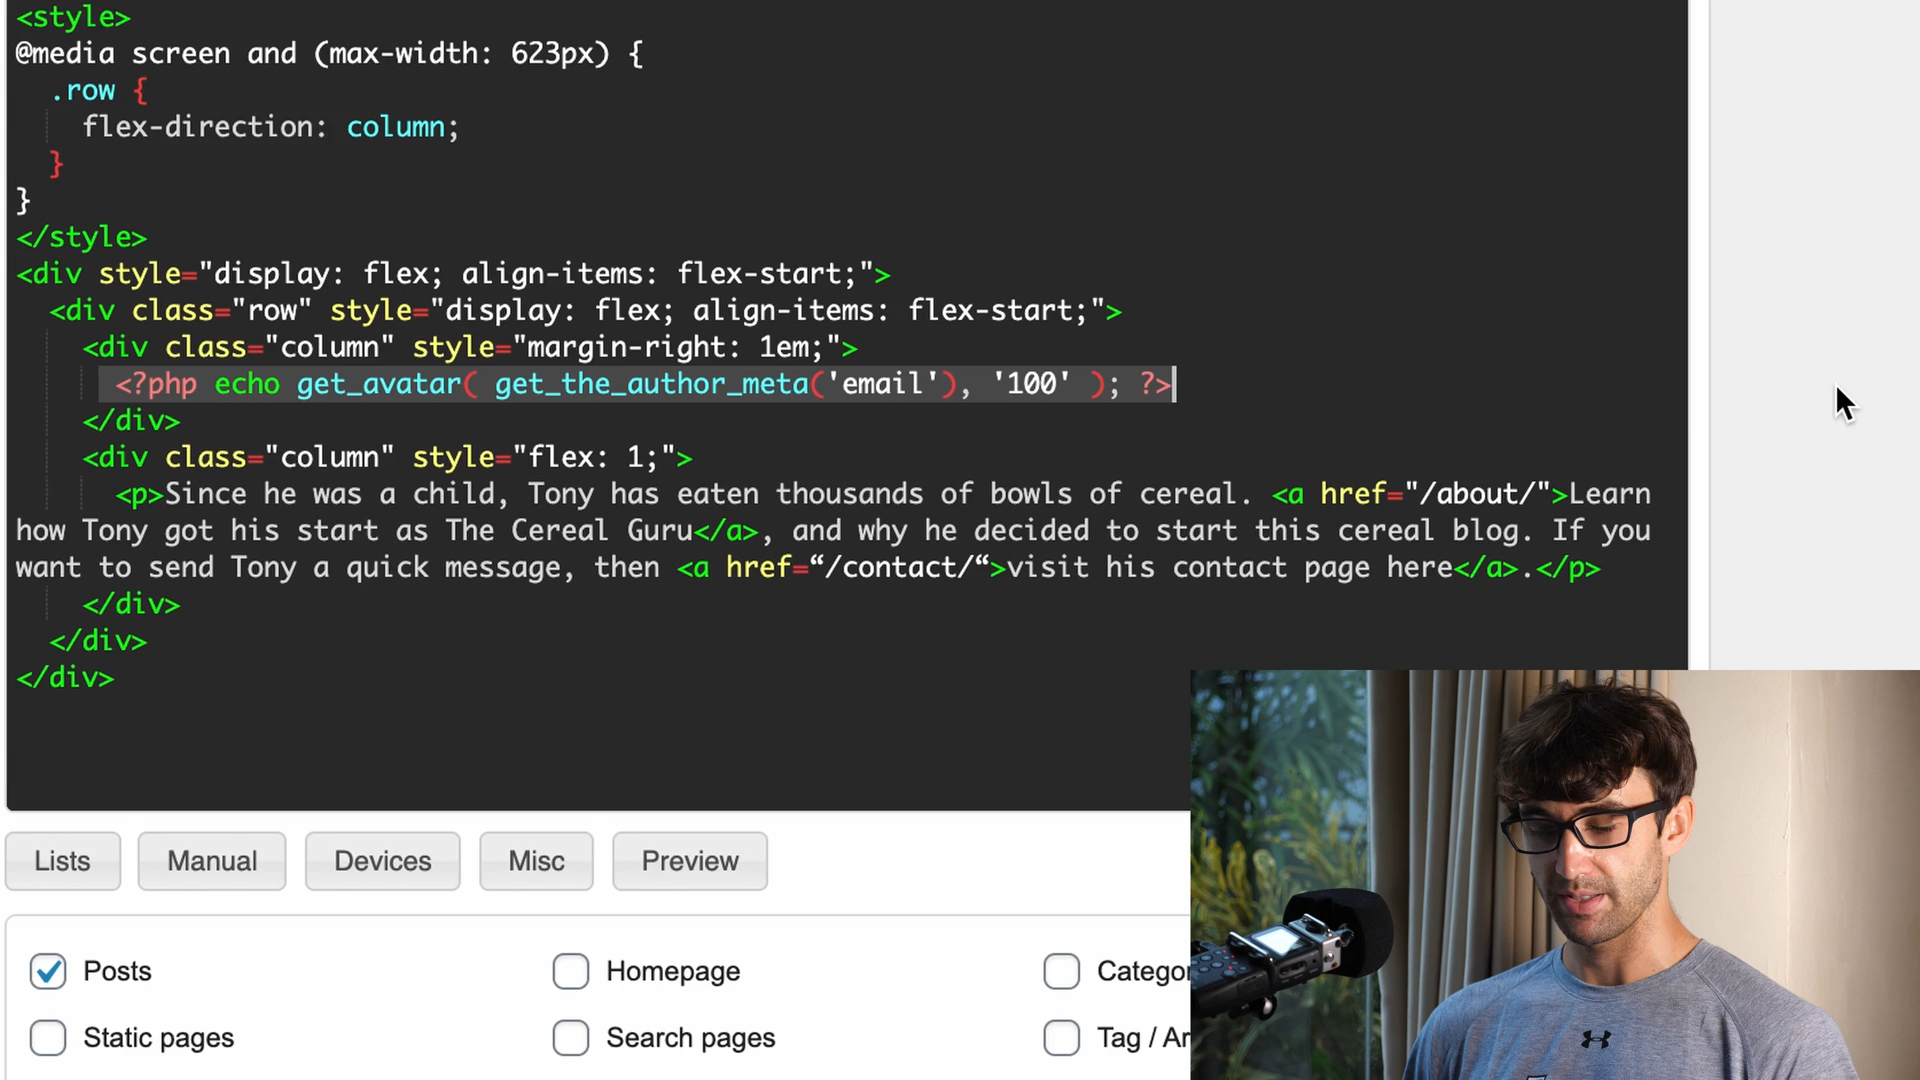 <style>
@media screen and (max-width: 623px) {
.row {
flex-direction: column;
}
}
</style>
<div style="display: flex; align-items: flex-start;">
<div class="row" style="display: flex; align-items: flex-start;">
<div class="column" style="margin-right: 1em;">
<?php echo get_avatar( get_the_author_meta('email'), '100' ); ?>
</div>
<div class="column" style="flex: 1;">
<p>Since he was a child, Tony has eaten thousands of bowls of cereal. <a href="/about/">Learn
how Tony got his start as The Cereal Guru</a>, and why he decided to start this cereal blog. If you
want to send Tony a quick message, then <a href=“/contact/“>visit his contact page here</a>.</p>
</div>
</div>
</div>
Lists Manual Devices Misc Preview
Posts Homepage Categor
Static pages Search pages Tag / Ar